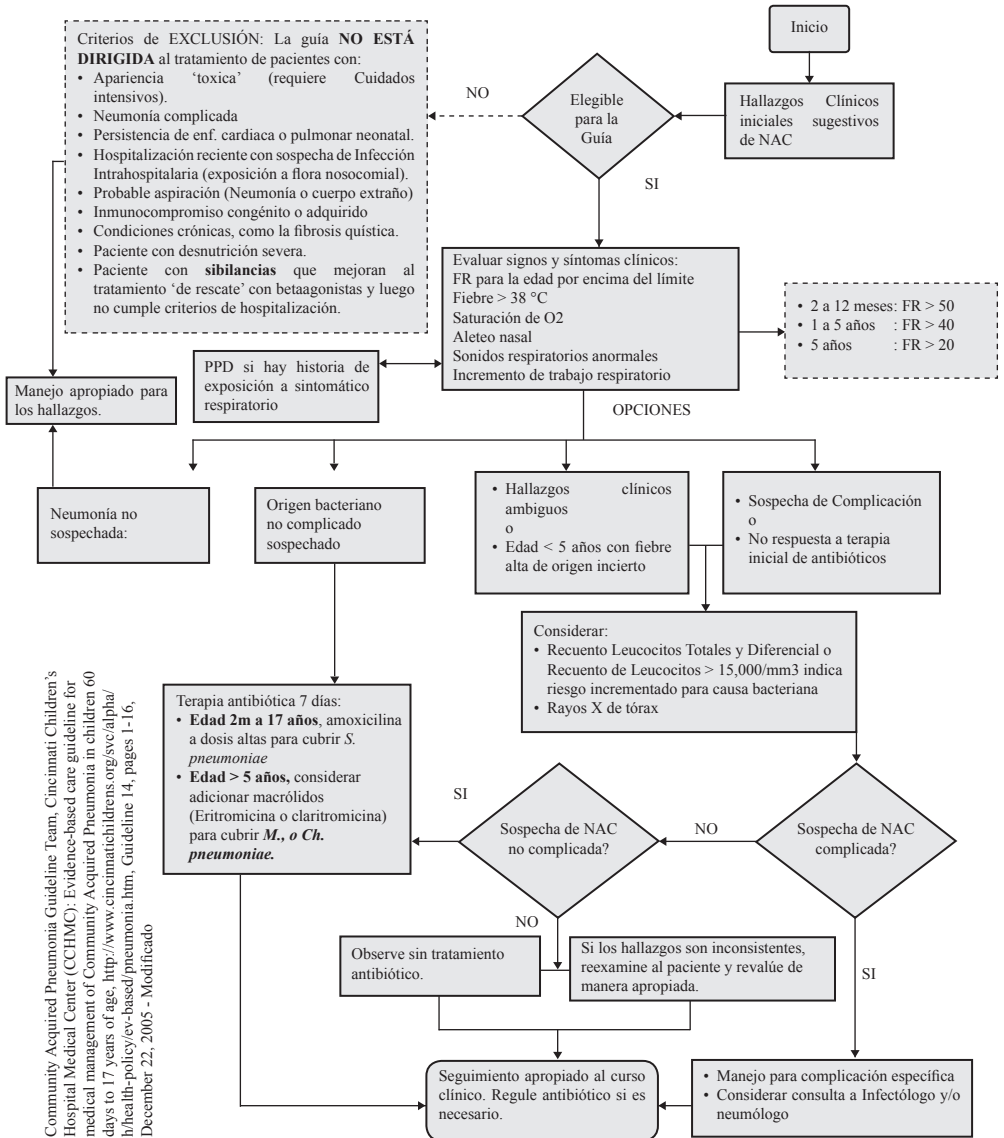 Inicio
Hallazgos Clínicos
iniciales sugestivos
de NAC
Elegible
para la
Guía
NO
SI
Criterios de EXCLUSIÓN: La guía NO ESTÁ
DIRIGIDA al tratamiento de pacientes con:
• Apariencia ‘toxica’ (requiere Cuidados
intensivos).
• Neumonía complicada
• Persistencia de enf. cardiaca o pulmonar neonatal.
• Hospitalización reciente con sospecha de Infección
Intrahospitalaria (exposición a flora nosocomial).
• Probable aspiración (Neumonía o cuerpo extraño)
• Inmunocompromiso congénito o adquirido
• Condiciones crónicas, como la fibrosis quística.
• Paciente con desnutrición severa.
• Paciente con sibilancias que mejoran al
tratamiento ‘de rescate’ con betaagonistas y luego
no cumple criterios de hospitalización.
Evaluar signos y síntomas clínicos:
FR para la edad por encima del límite
Fiebre > 38 °C
Saturación de O2
Aleteo nasal
Sonidos respiratorios anormales
Incremento de trabajo respiratorio
• 2 a 12 meses: FR > 50
• 1 a 5 años : FR > 40
• 5 años : FR > 20
PPD si hay historia de
exposición a sintomático
respiratorio
Manejo apropiado para
los hallazgos.
OPCIONES
Neumonía no
sospechada:
Origen bacteriano
no complicado
sospechado
• Hallazgos clínicos
ambiguos
o
• Edad < 5 años con fiebre
alta de origen incierto
• Sospecha de Complicación
o
• No respuesta a terapia
inicial de antibióticos
Considerar:
• Recuento Leucocitos Totales y Diferencial o
Recuento de Leucocitos > 15,000/mm3 indica
riesgo incrementado para causa bacteriana
• Rayos X de tórax
Terapia antibiótica 7 días:
• Edad 2m a 17 años, amoxicilina
a dosis altas para cubrir S.
pneumoniae
• Edad > 5 años, considerar
adicionar macrólidos
(Eritromicina o claritromicina)
para cubrir M., o Ch.
pneumoniae.
SI
Sospecha de NAC
no complicada?
NO
Sospecha de NAC
complicada?
NO
SI
Observe sin tratamiento
antibiótico.
Si los hallazgos son inconsistentes,
reexamine al paciente y revalúe de
manera apropiada.
Seguimiento apropiado al curso
clínico. Regule antibiótico si es
necesario.
• Manejo para complicación específica
• Considerar consulta a Infectólogo y/o
neumólogo
Community Acquired Pneumonia Guideline Team, Cincinnati Children’s
Hospital Medical Center (CCHMC): Evidence-based care guideline for
medical management of Community Acquired Pneumonia in children 60
days to 17 years of age, http://www.cincinnatichildrens.org/svc/alpha/
h/health-policy/ev-based/pneumonia.htm, Guideline 14, pages 1-16,
December 22, 2005 - Modificado